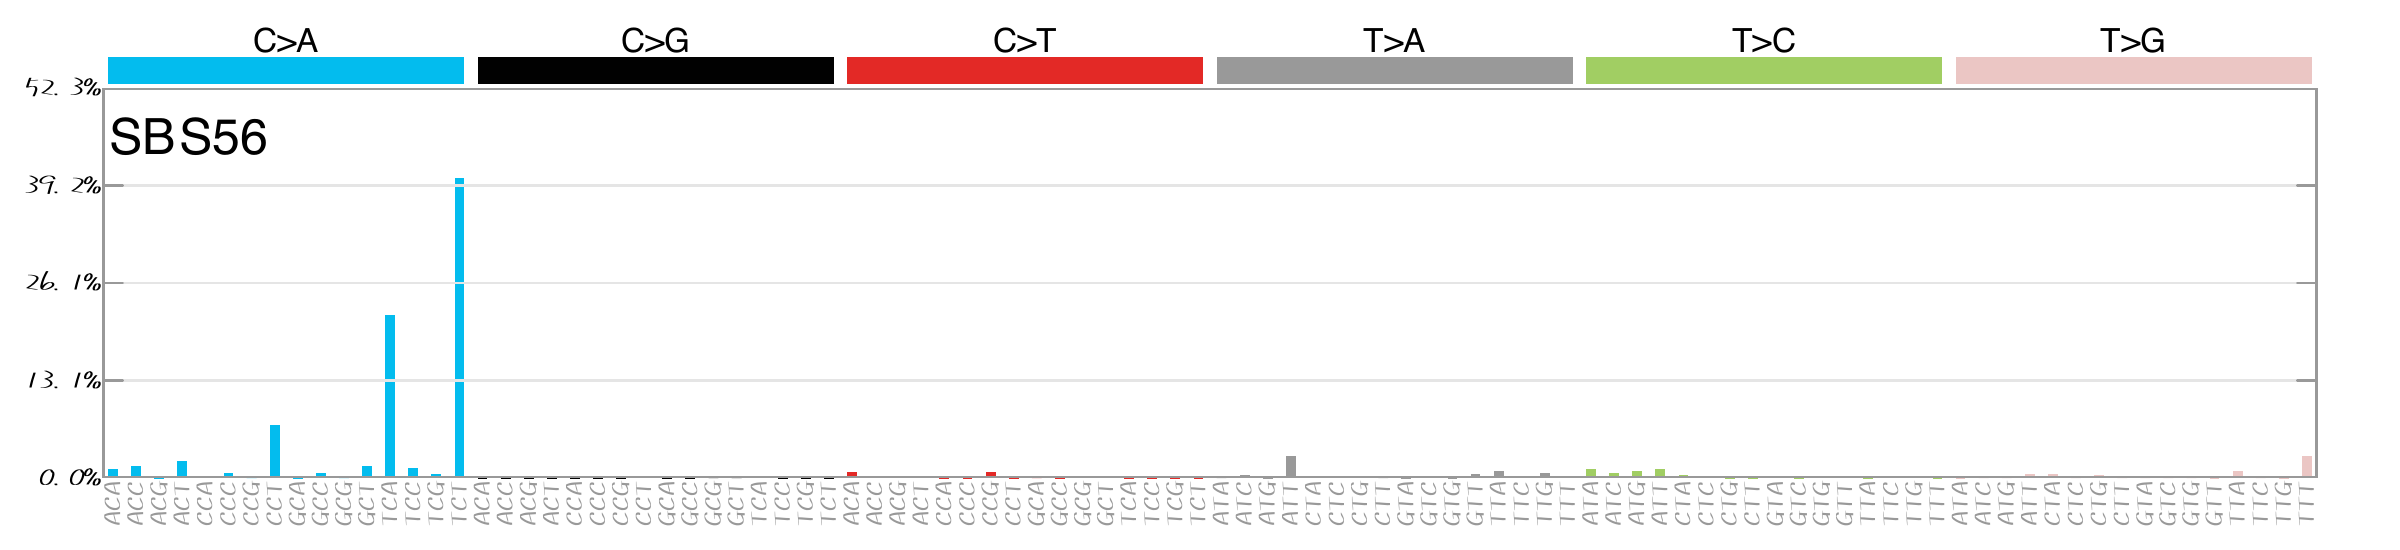 C>A C>G C>T T>A T>C T>G
52.3%
SBS56
39.2%
26.1%
13.1%
0.0%
ACA ACC ACG ACT CCA CCC CCG CCT GCA GCC GCG GCT TCA TCC TCG TCT ACA ACC ACG ACT CCA CCC CCG CCT GCA GCC GCG GCT TCA TCC TCG TCT ACA ACC ACG ACT CCA CCC CCG CCT GCA GCC GCG GCT TCA TCC TCG TCT ATA ATC ATG ATT CTA CTC CTG CTT GTA GTC GTG GTT TTA TTC TTG TTT ATA ATC ATG ATT CTA CTC CTG CTT GTA GTC GTG GTT TTA TTC TTG TTT ATA ATC ATG ATT CTA CTC CTG CTT GTA GTC GTG GTT TTA TTC TTG TTT